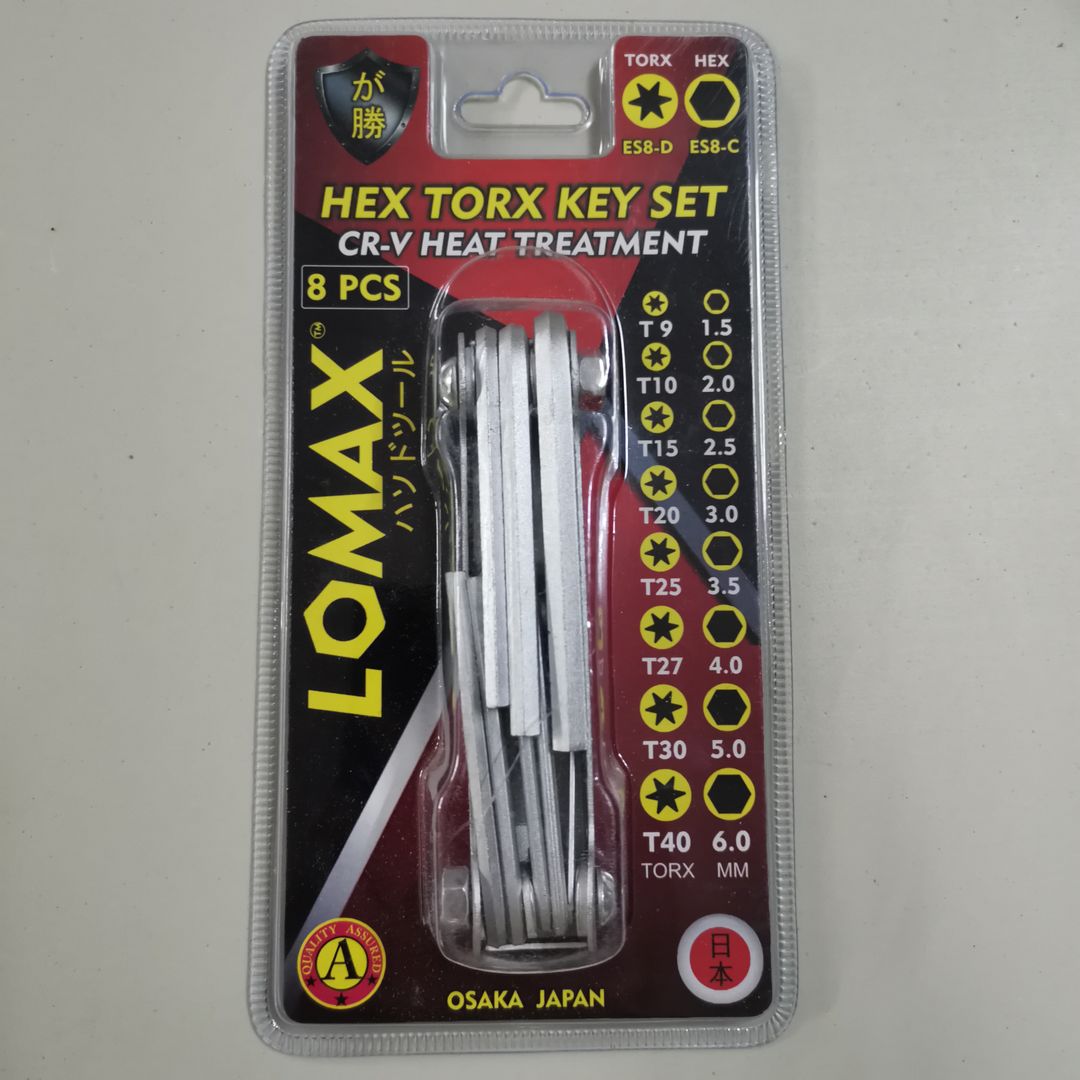 が
勝
TORX HEX
ES8-D ES8-C
HEX TORX KEY SET
CR-V HEAT TREATMENT
8 PCS
LOMAX™
ハンドツール
T 9 1.5
T10 2.0
T15 2.5
T20 3.0
T25 3.5
T27 4.0
T30 5.0
T40 6.0
TORX MM
QUALITY ASSURED
A
日
本
OSAKA JAPAN